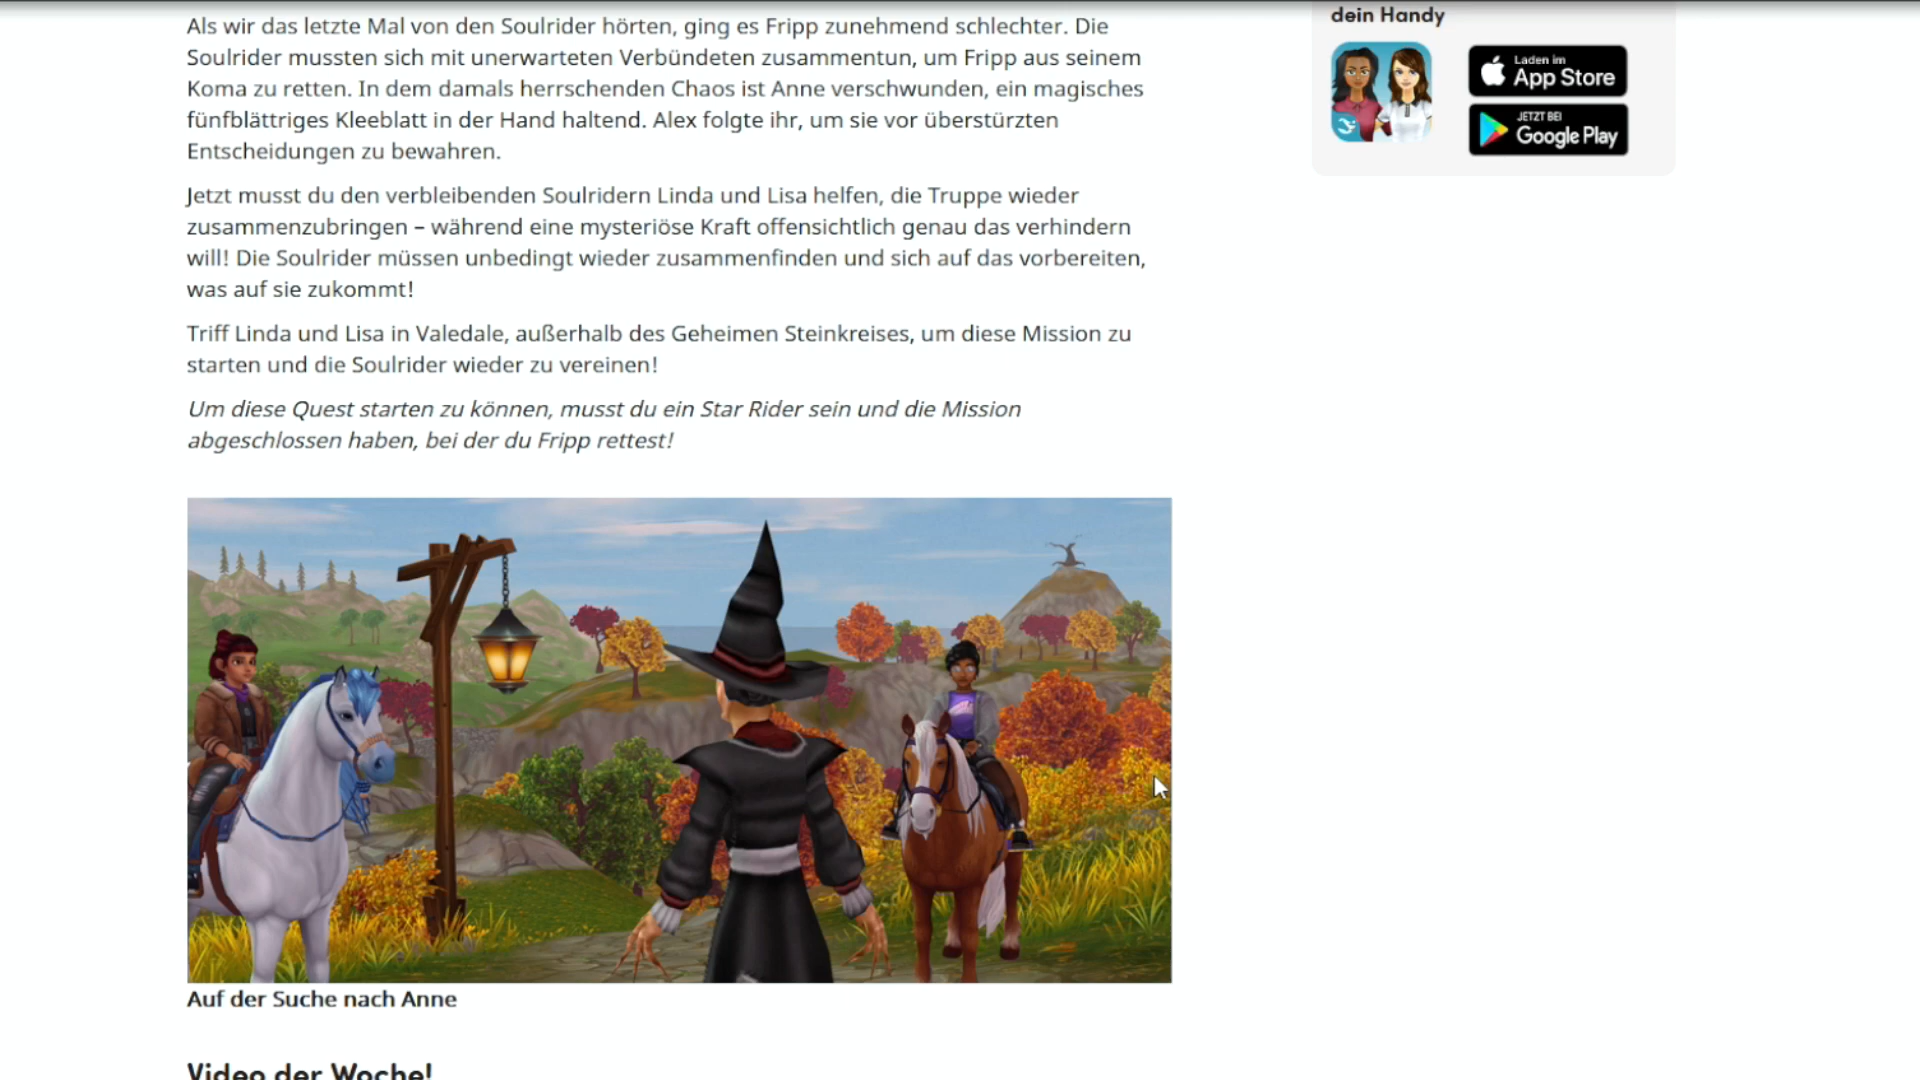 Als wir das letzte Mal von den Soulrider hörten, ging es Fripp zunehmend schlechter. Die
Soulrider mussten sich mit unerwarteten Verbündeten zusammentun, um Fripp aus seinem
Koma zu retten. In dem damals herrschenden Chaos ist Anne verschwunden, ein magisches
fünfblättriges Kleeblatt in der Hand haltend. Alex folgte ihr, um sie vor überstürzten
Entscheidungen zu bewahren.
Jetzt musst du den verbleibenden Soulridern Linda und Lisa helfen, die Truppe wieder
zusammenzubringen – während eine mysteriöse Kraft offensichtlich genau das verhindern
will! Die Soulrider müssen unbedingt wieder zusammenfinden und sich auf das vorbereiten,
was auf sie zukommt!
Triff Linda und Lisa in Valedale, außerhalb des Geheimen Steinkreises, um diese Mission zu
starten und die Soulrider wieder zu vereinen!
Um diese Quest starten zu können, musst du ein Star Rider sein und die Mission
abgeschlossen haben, bei der du Fripp rettest!
Auf der Suche nach Anne
Video der Woche!
dein Handy
Laden im
App Store
JETZT BEI
Google Play